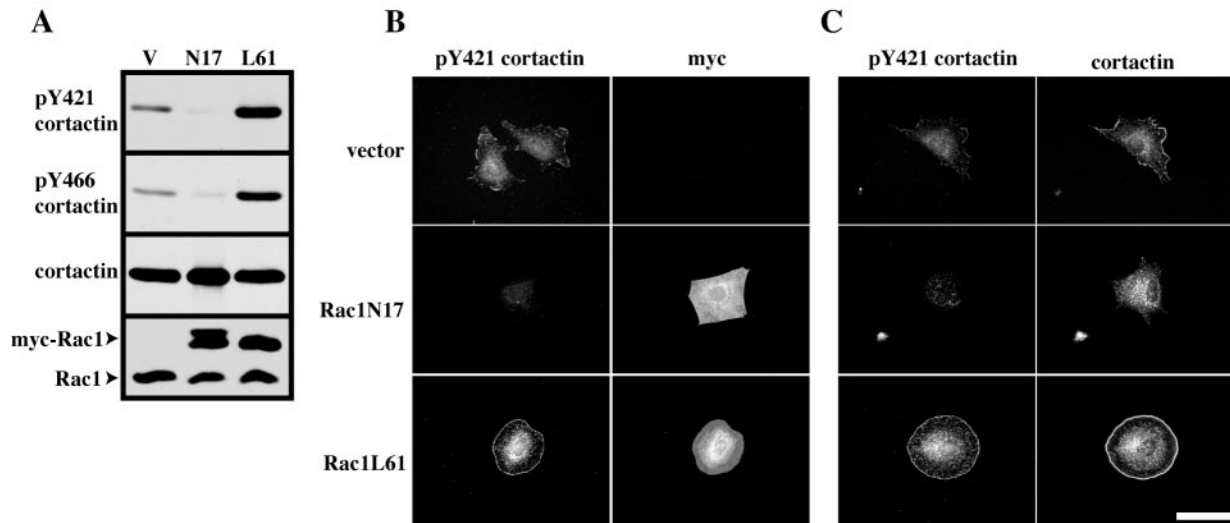 A
V N17 L61
pY421
cortactin
pY466
cortactin
cortactin
myc-Rac1
Rac1
B
pY421 cortactin myc
vector
Rac1N17
Rac1L61
C
pY421 cortactin cortactin